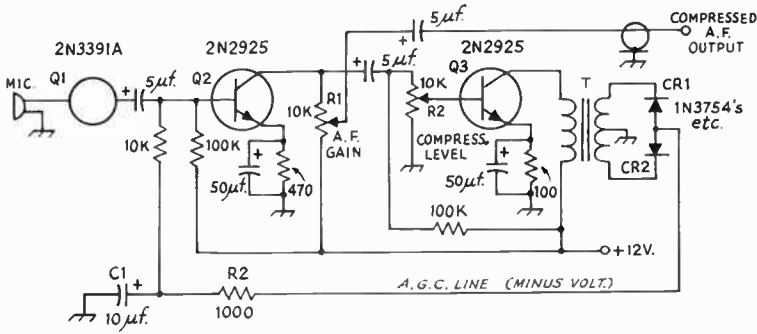 COMPRESSED
A.F.
OUTPUT
5µf.
+
2N3391A
2N2925
2N2925
MIC.
Q1
5µf.
+
Q2
+
5µf.
Q3
T
CR1
10K
R1
10K
R2
1N3754's
etc.
A.F.
GAIN
COMPRESS
LEVEL
10K
100K
+
50µf.
470
+
50µf.
100
CR2
100K
+12V.
C1
+
10µf.
R2
1000
A.G.C. LINE (MINUS VOLT.)